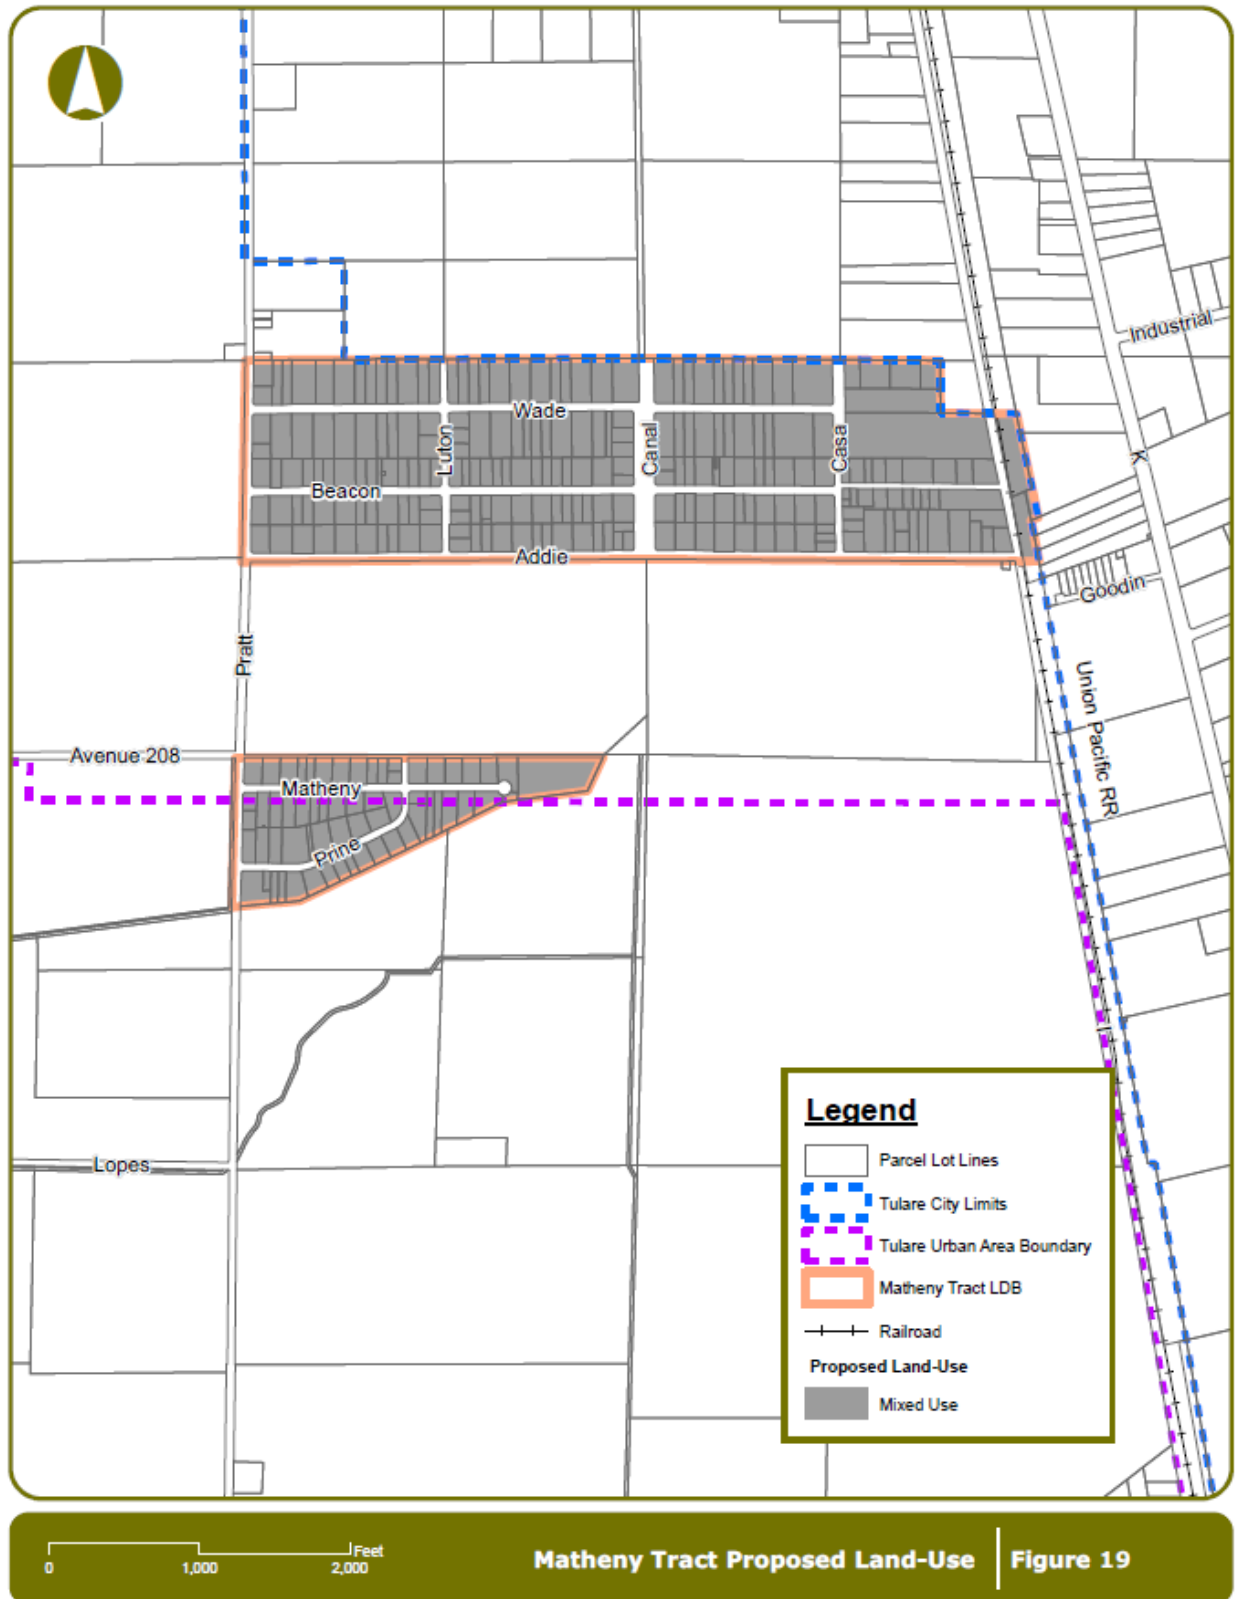 Industrial
Wade
Luton
Canal
Casa
K
Beacon
Addie
Goodin
Pratt
Union Pacific RR
Avenue 208
Matheny
Prine
Lopes
Legend
Parcel Lot Lines
Tulare City Limits
Tulare Urban Area Boundary
Matheny Tract LDB
Railroad
Proposed Land-Use
Mixed Use
Feet
0 1,000 2,000
Matheny Tract Proposed Land-Use Figure 19